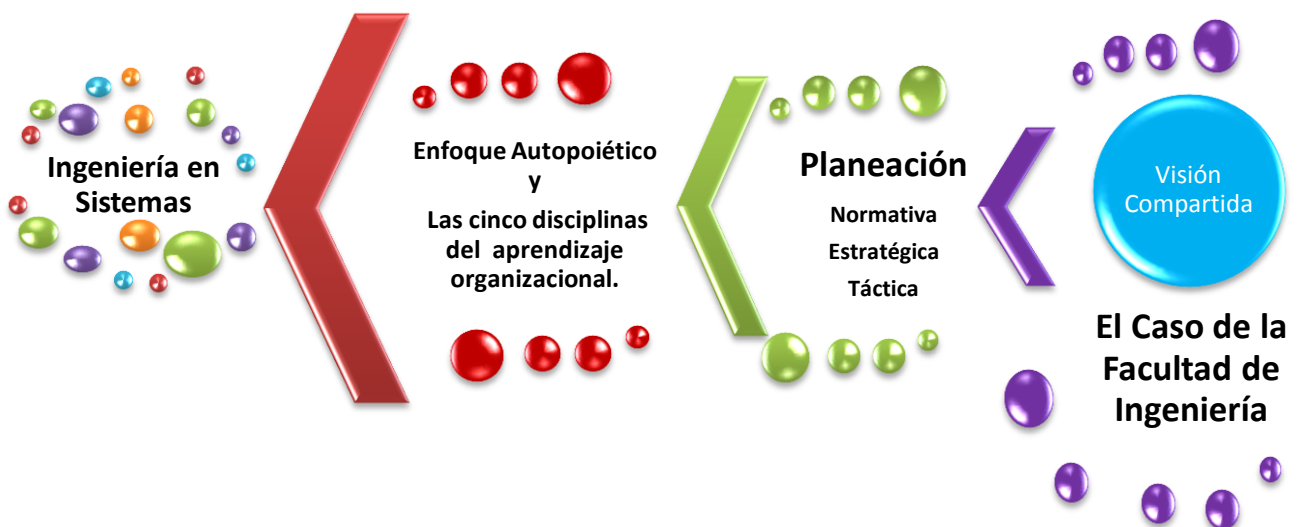 Ingeniería en
Sistemas
Enfoque Autopoiético
y
Las cinco disciplinas
del aprendizaje
organizacional.
Planeación
Normativa
Estratégica
Táctica
Visión
Compartida
El Caso de la
Facultad de
Ingeniería